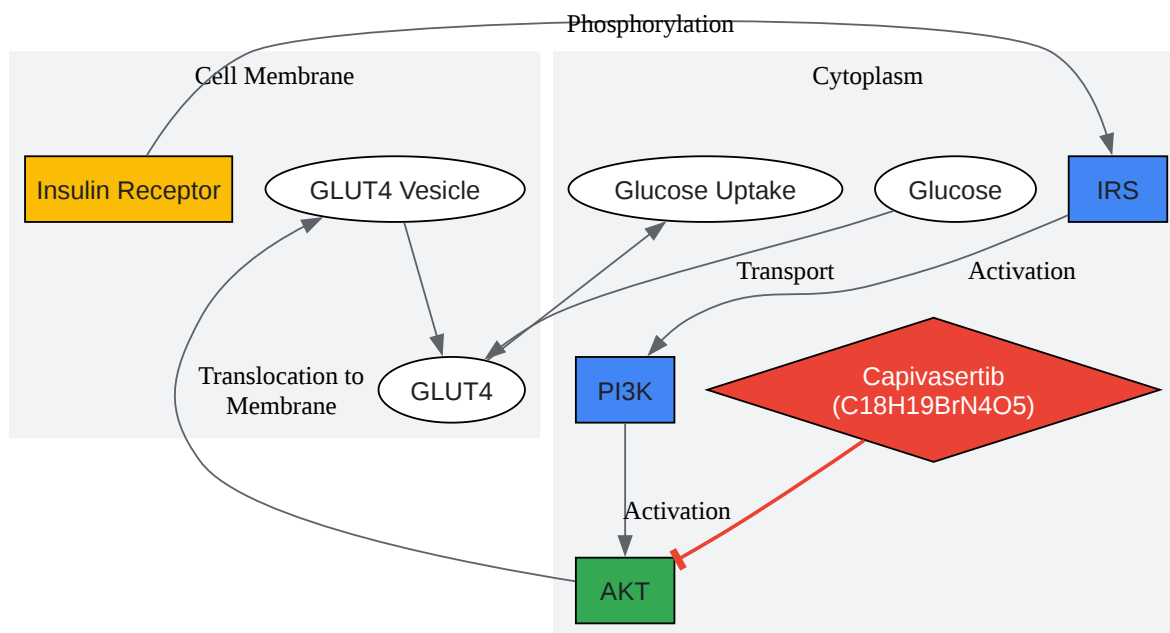 Phosphorylation
Cell Membrane
Cytoplasm
Insulin Receptor
GLUT4 Vesicle
Glucose Uptake
Glucose
IRS
Transport
Activation
Translocation to
Membrane
GLUT4
PI3K
Capivasertib
(C18H19BrN4O5)
Activation
AKT